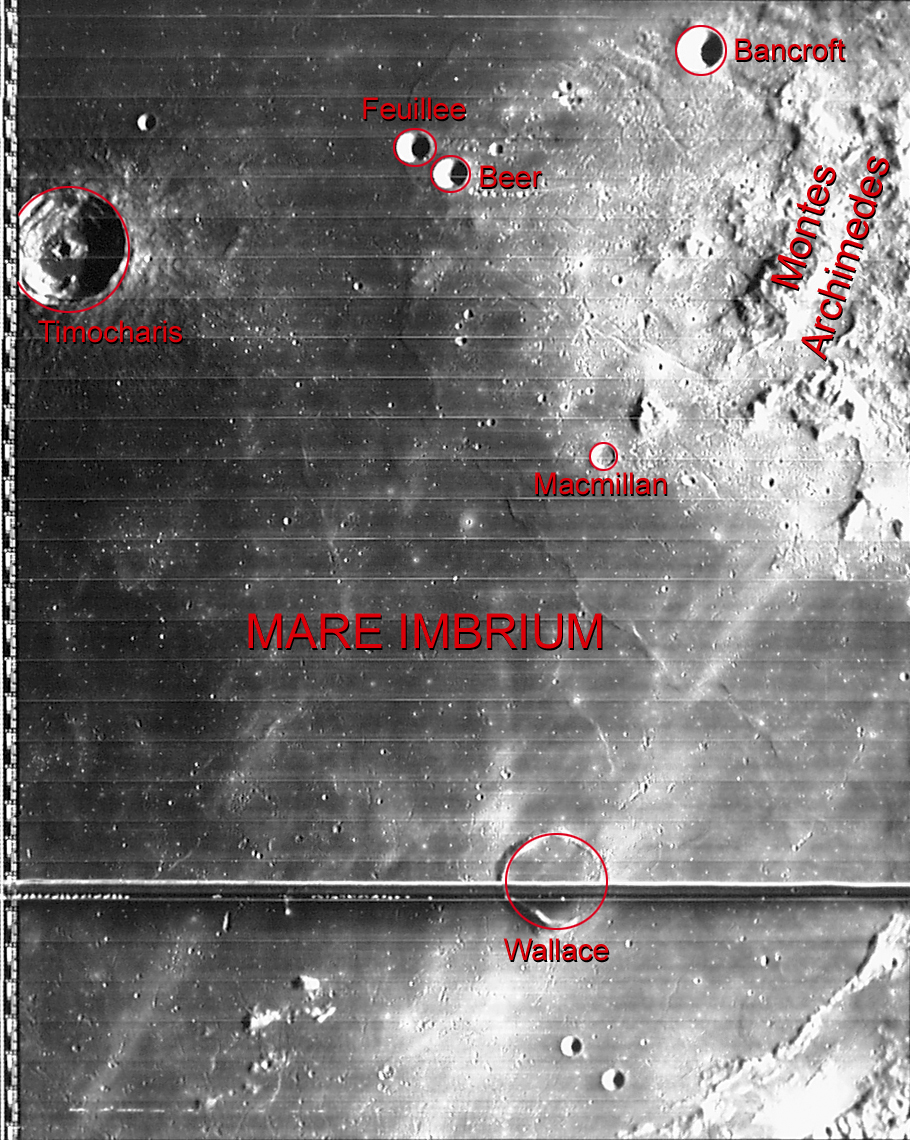 Bancroft
Feuillee
Beer
Montes
Archimedes
Timocharis
Macmillan
MARE IMBRIUM
Wallace